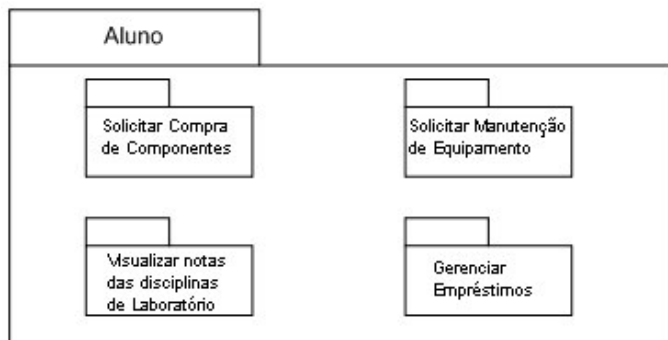 Aluno
Solicitar Compra
de Componentes
Solicitar Manutenção
de Equipamento
Visualizar notas
das disciplinas
de Laboratório
Gerenciar
Empréstimos